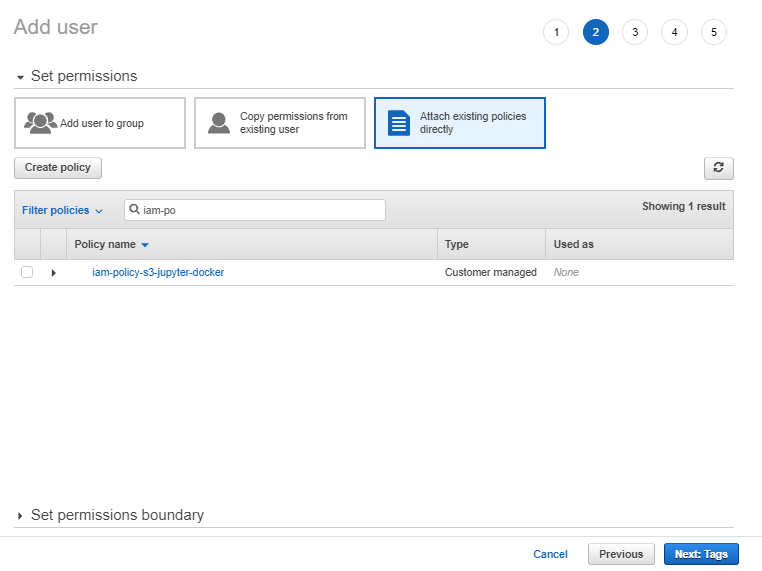 Add user
1 2 3 4 5
Set permissions
Add user to group
Copy permissions from
existing user
Attach existing policies
directly
Create policy
Filter policies
iam-po
Showing 1 result
Policy name Type Used as
iam-policy-s3-jupyter-docker Customer managed None
Set permissions boundary
Cancel Previous Next: Tags